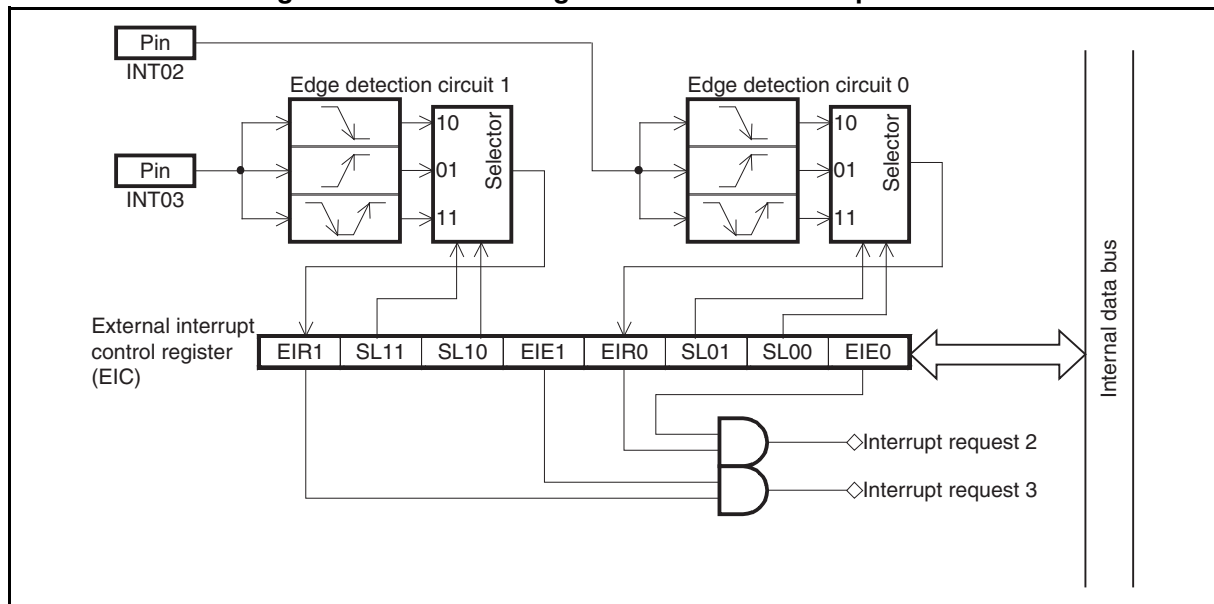 Pin
INT02
Edge detection circuit 1
Edge detection circuit 0
10
01
11
Selector
10
01
11
Selector
Pin
INT03
External interrupt
control register
(EIC)
EIR1 SL11 SL10 EIE1 EIR0 SL01 SL00 EIE0
Internal data bus
Interrupt request 2
Interrupt request 3